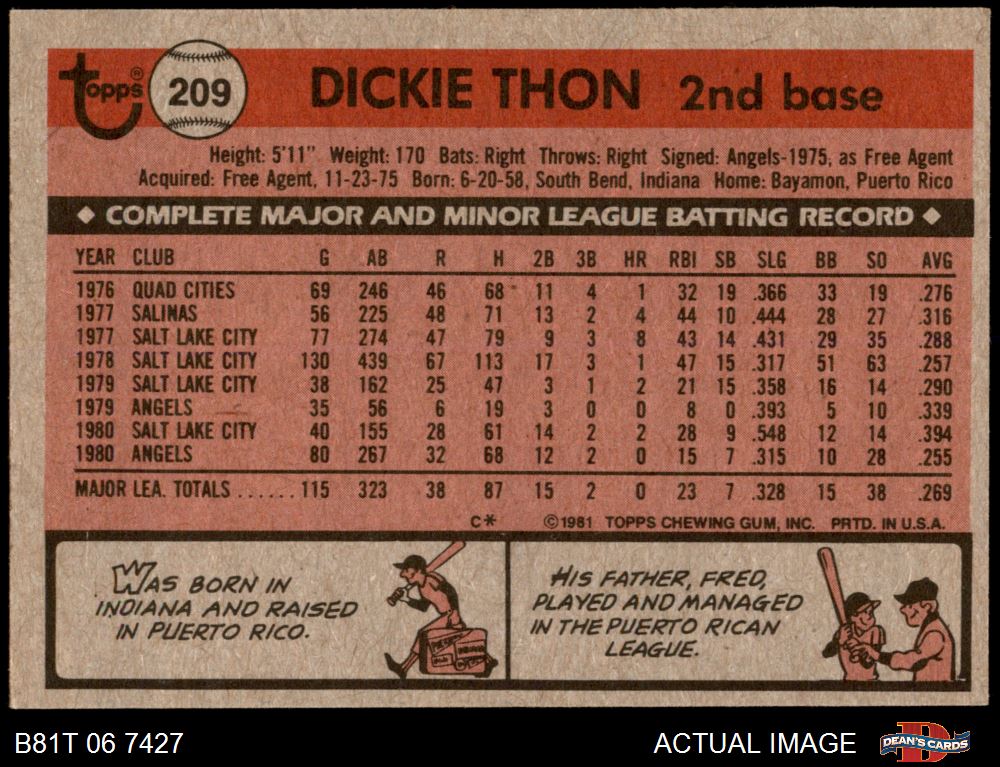 topps® 209 DICKIE THON 2nd base
Height: 5'11" Weight: 170 Bats: Right Throws: Right Signed: Angels-1975, as Free Agent
Acquired: Free Agent, 11-23-75 Born: 6-20-58, South Bend, Indiana Home: Bayamon, Puerto Rico
◆ COMPLETE MAJOR AND MINOR LEAGUE BATTING RECORD ◆
YEAR CLUB G AB R H 2B 3B HR RBI SB SLG BB SO AVG
1976 QUAD CITIES 69 246 46 68 11 4 1 32 19 .366 33 19 .276
1977 SALINAS 56 225 48 71 13 2 4 44 10 .444 28 27 .316
1977 SALT LAKE CITY 77 274 47 79 9 3 8 43 14 .431 29 35 .288
1978 SALT LAKE CITY 130 439 67 113 17 3 1 47 15 .317 51 63 .257
1979 SALT LAKE CITY 38 162 25 47 3 1 2 21 15 .358 16 14 .290
1979 ANGELS 35 56 6 19 3 0 0 8 0 .393 5 10 .339
1980 SALT LAKE CITY 40 155 28 61 14 2 2 28 9 .548 12 14 .394
1980 ANGELS 80 267 32 68 12 2 0 15 7 .315 10 28 .255
MAJOR LEA. TOTALS ...... 115 323 38 87 15 2 0 23 7 .328 15 38 .269
C* ©1981 TOPPS CHEWING GUM, INC. PRTD. IN U.S.A.
WAS BORN IN
INDIANA AND RAISED
IN PUERTO RICO.
HIS FATHER, FRED,
PLAYED AND MANAGED
IN THE PUERTO RICAN
LEAGUE.
B81T 06 7427 ACTUAL IMAGE DEAN'S CARDS